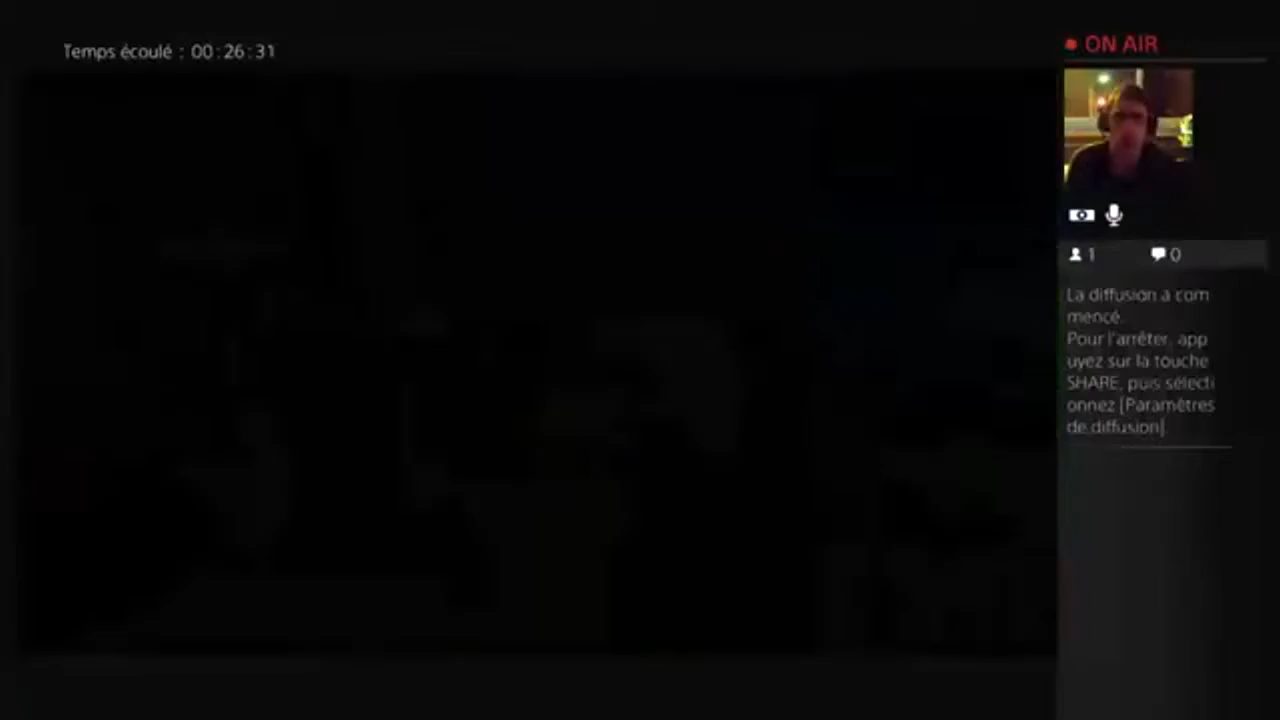 Temps écoulé : 00:26:31
ON AIR
1
0
La diffusion a com
mencé.
Pour l'arrêter, app
uyez sur la touche
SHARE, puis sélecti
onnez [Paramètres
de diffusion]